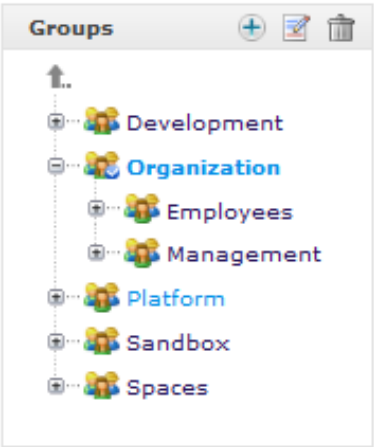 Groups
..
Development
Organization
Employees
Management
Platform
Sandbox
Spaces